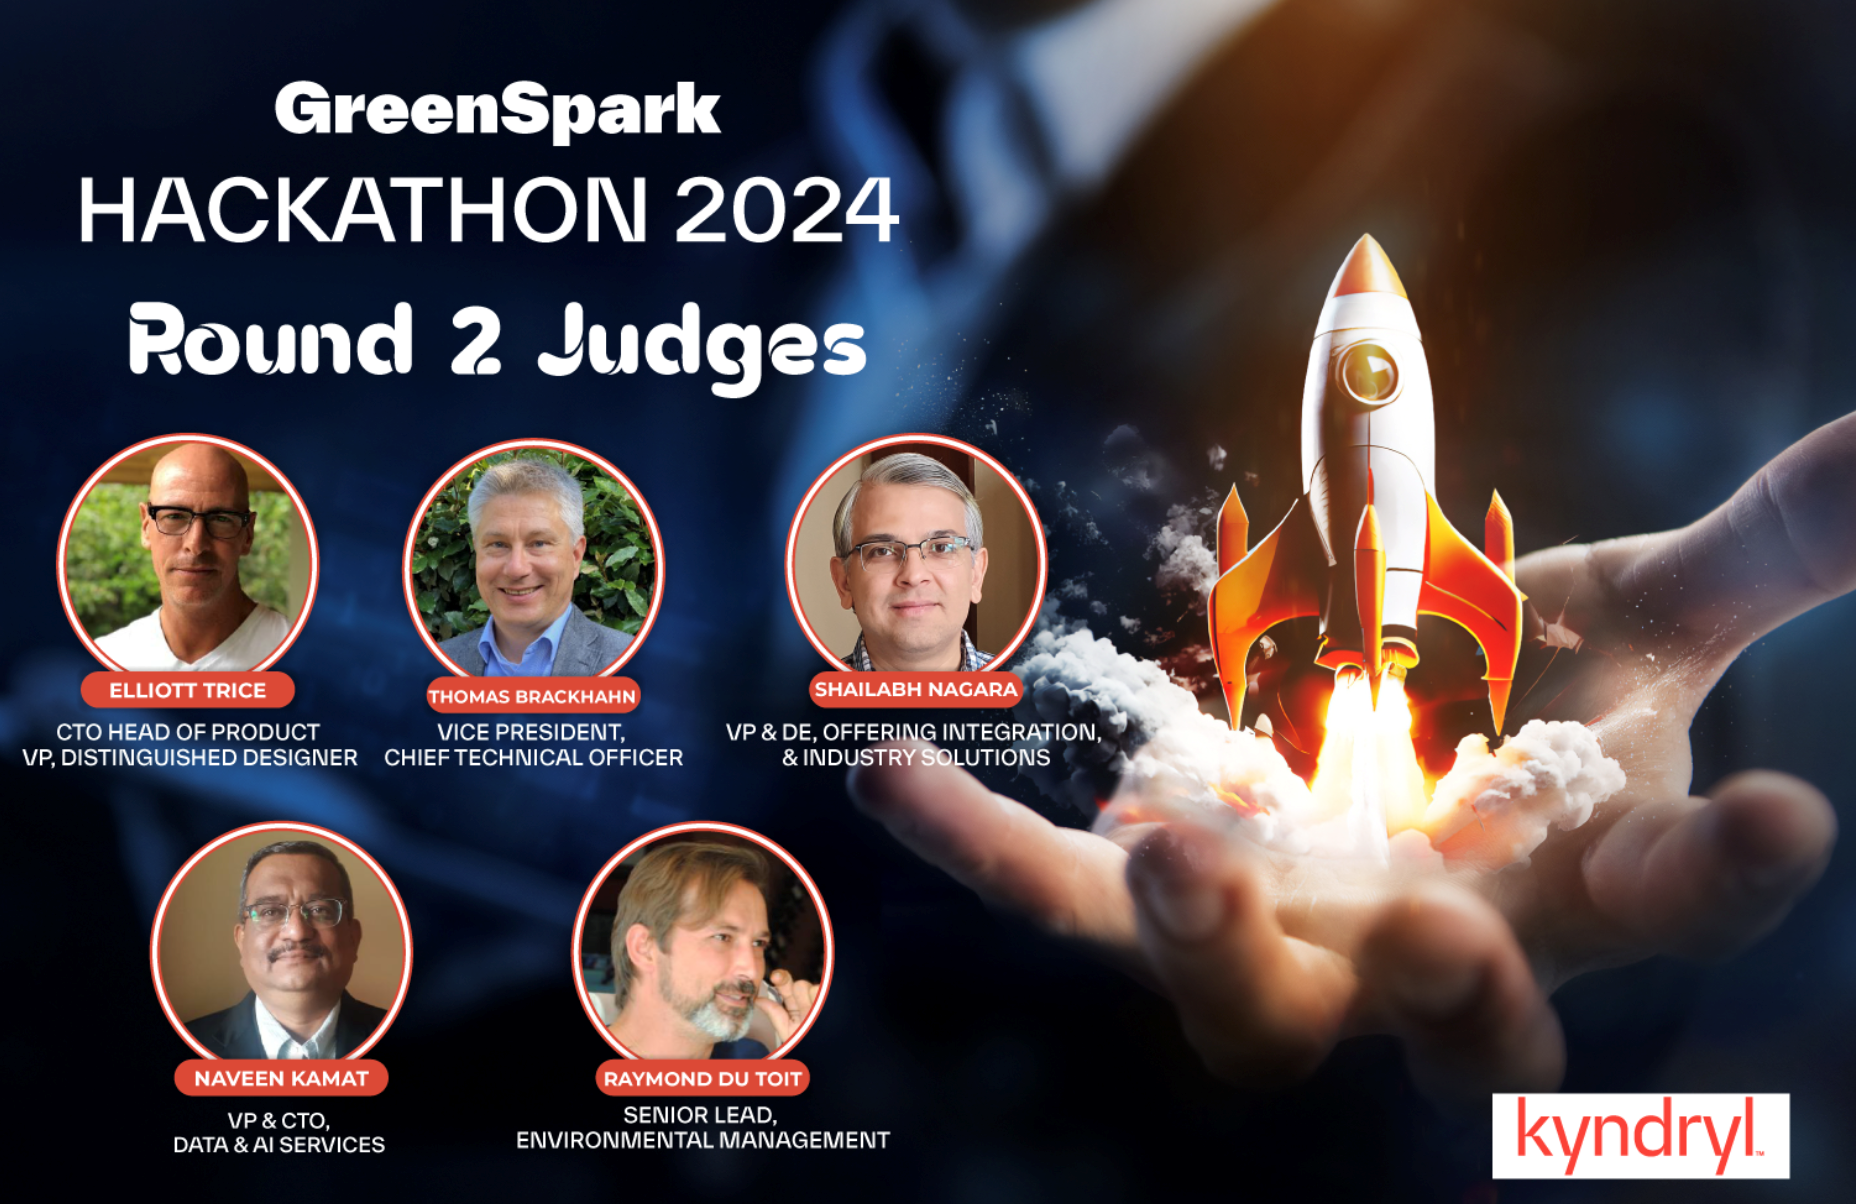 GreenSpark
HACKATHON 2024
Round 2 Judges
ELLIOTT TRICE
CTO HEAD OF PRODUCT
VP, DISTINGUISHED DESIGNER
THOMAS BRACKHAHN
VICE PRESIDENT,
CHIEF TECHNICAL OFFICER
SHAILABH NAGARA
VP & DE, OFFERING INTEGRATION,
& INDUSTRY SOLUTIONS
NAVEEN KAMAT
VP & CTO,
DATA & AI SERVICES
RAYMOND DU TOIT
SENIOR LEAD,
ENVIRONMENTAL MANAGEMENT
kyndryl™